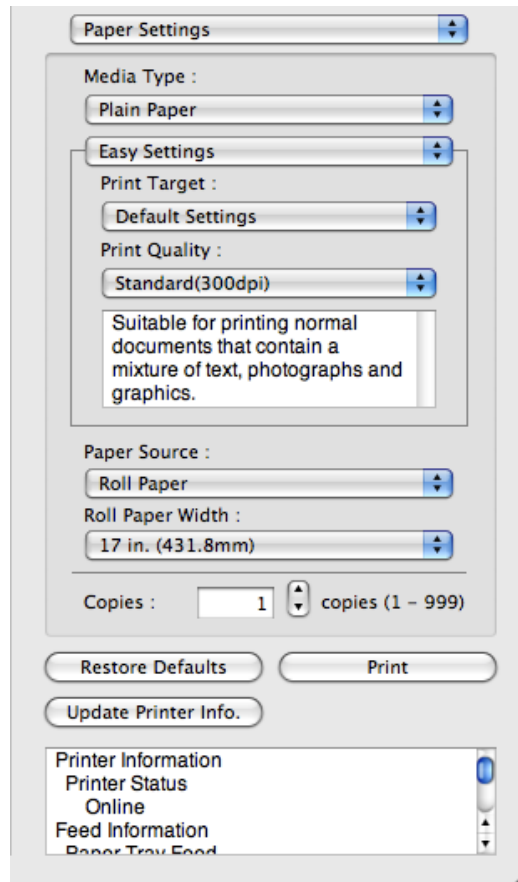 Paper Settings
Media Type :
Plain Paper
Easy Settings
Print Target :
Default Settings
Print Quality :
Standard(300dpi)
Suitable for printing normal
documents that contain a
mixture of text, photographs and
graphics.
Paper Source :
Roll Paper
Roll Paper Width :
17 in. (431.8mm)
Copies : 1 copies (1 – 999)
Restore Defaults Print
Update Printer Info.
Printer Information
Printer Status
Online
Feed Information
Paper Tray Feed